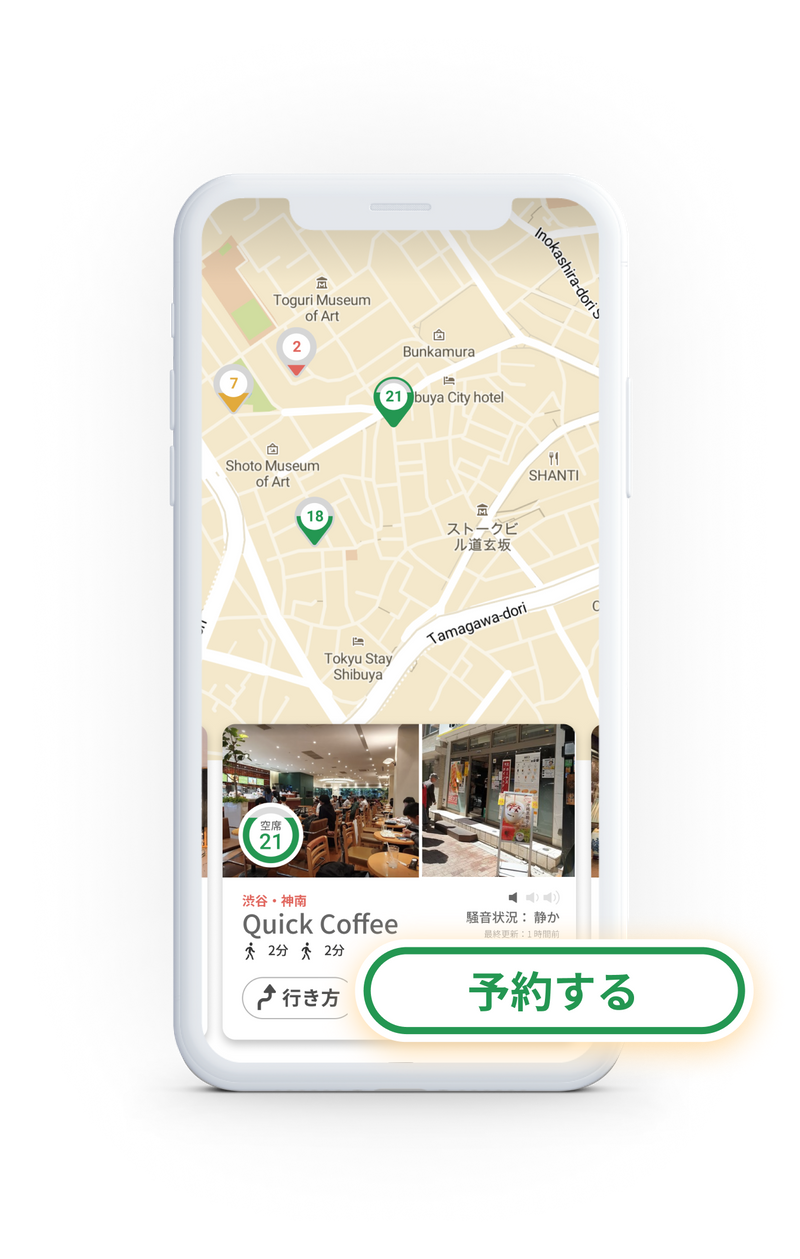 Inokashira-dori S
Toguri Museum
of Art
2
Bunkamura
7
21
buya City hotel
Shoto Museum
of Art
SHANTI
18
ストークビ
ル道玄坂
Tamagawa-dori
Tokyu Stay
Shibuya
空席
21
渋谷・神南
Quick Coffee
騒音状況： 静か
最終更新：1 時間前
2分 2分
行き方
予約する